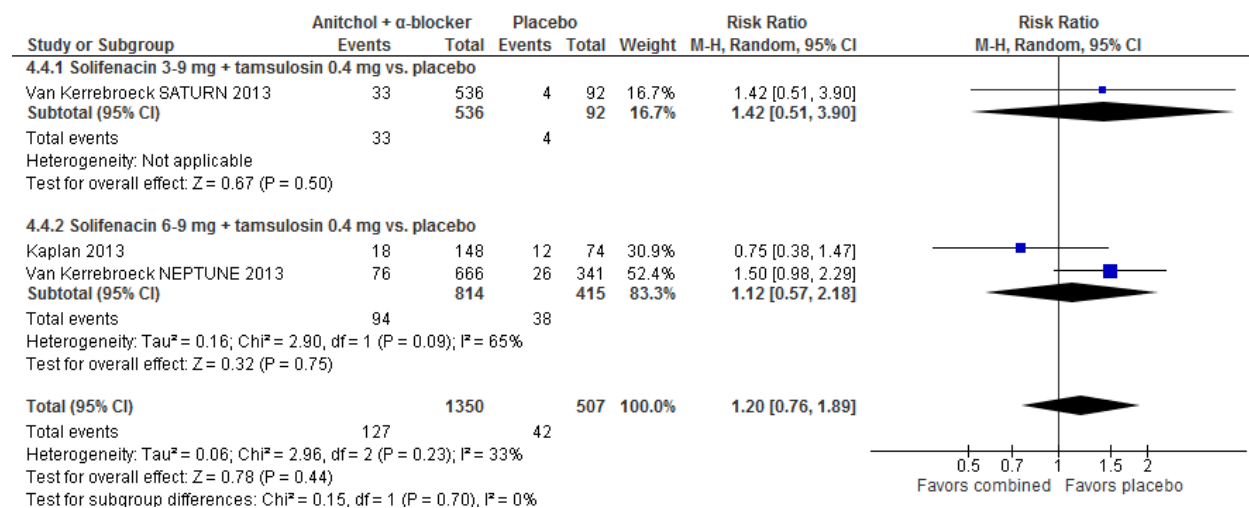 Anitchol + α-blocker Placebo Risk Ratio Risk Ratio
Study or Subgroup Events Total Events Total Weight M-H, Random, 95% CI M-H, Random, 95% CI
4.4.1 Solifenacin 3-9 mg + tamsulosin 0.4 mg vs. placebo
Van Kerrebroeck SATURN 2013 33 536 4 92 16.7% 1.42 [0.51, 3.90]
Subtotal (95% CI) 536 92 16.7% 1.42 [0.51, 3.90]
Total events 33 4
Heterogeneity: Not applicable
Test for overall effect: Z = 0.67 (P = 0.50)
4.4.2 Solifenacin 6-9 mg + tamsulosin 0.4 mg vs. placebo
Kaplan 2013 18 148 12 74 30.9% 0.75 [0.38, 1.47]
Van Kerrebroeck NEPTUNE 2013 76 666 26 341 52.4% 1.50 [0.98, 2.29]
Subtotal (95% CI) 814 415 83.3% 1.12 [0.57, 2.18]
Total events 94 38
Heterogeneity: Tau² = 0.16; Chi² = 2.90, df = 1 (P = 0.09); I² = 65%
Test for overall effect: Z = 0.32 (P = 0.75)
Total (95% CI) 1350 507 100.0% 1.20 [0.76, 1.89]
Total events 127 42
Heterogeneity: Tau² = 0.06; Chi² = 2.96, df = 2 (P = 0.23); I² = 33%
Test for overall effect: Z = 0.78 (P = 0.44)
Test for subgroup differences: Chi² = 0.15, df = 1 (P = 0.70), I² = 0%
0.5 0.7 1 1.5 2
Favors combined Favors placebo